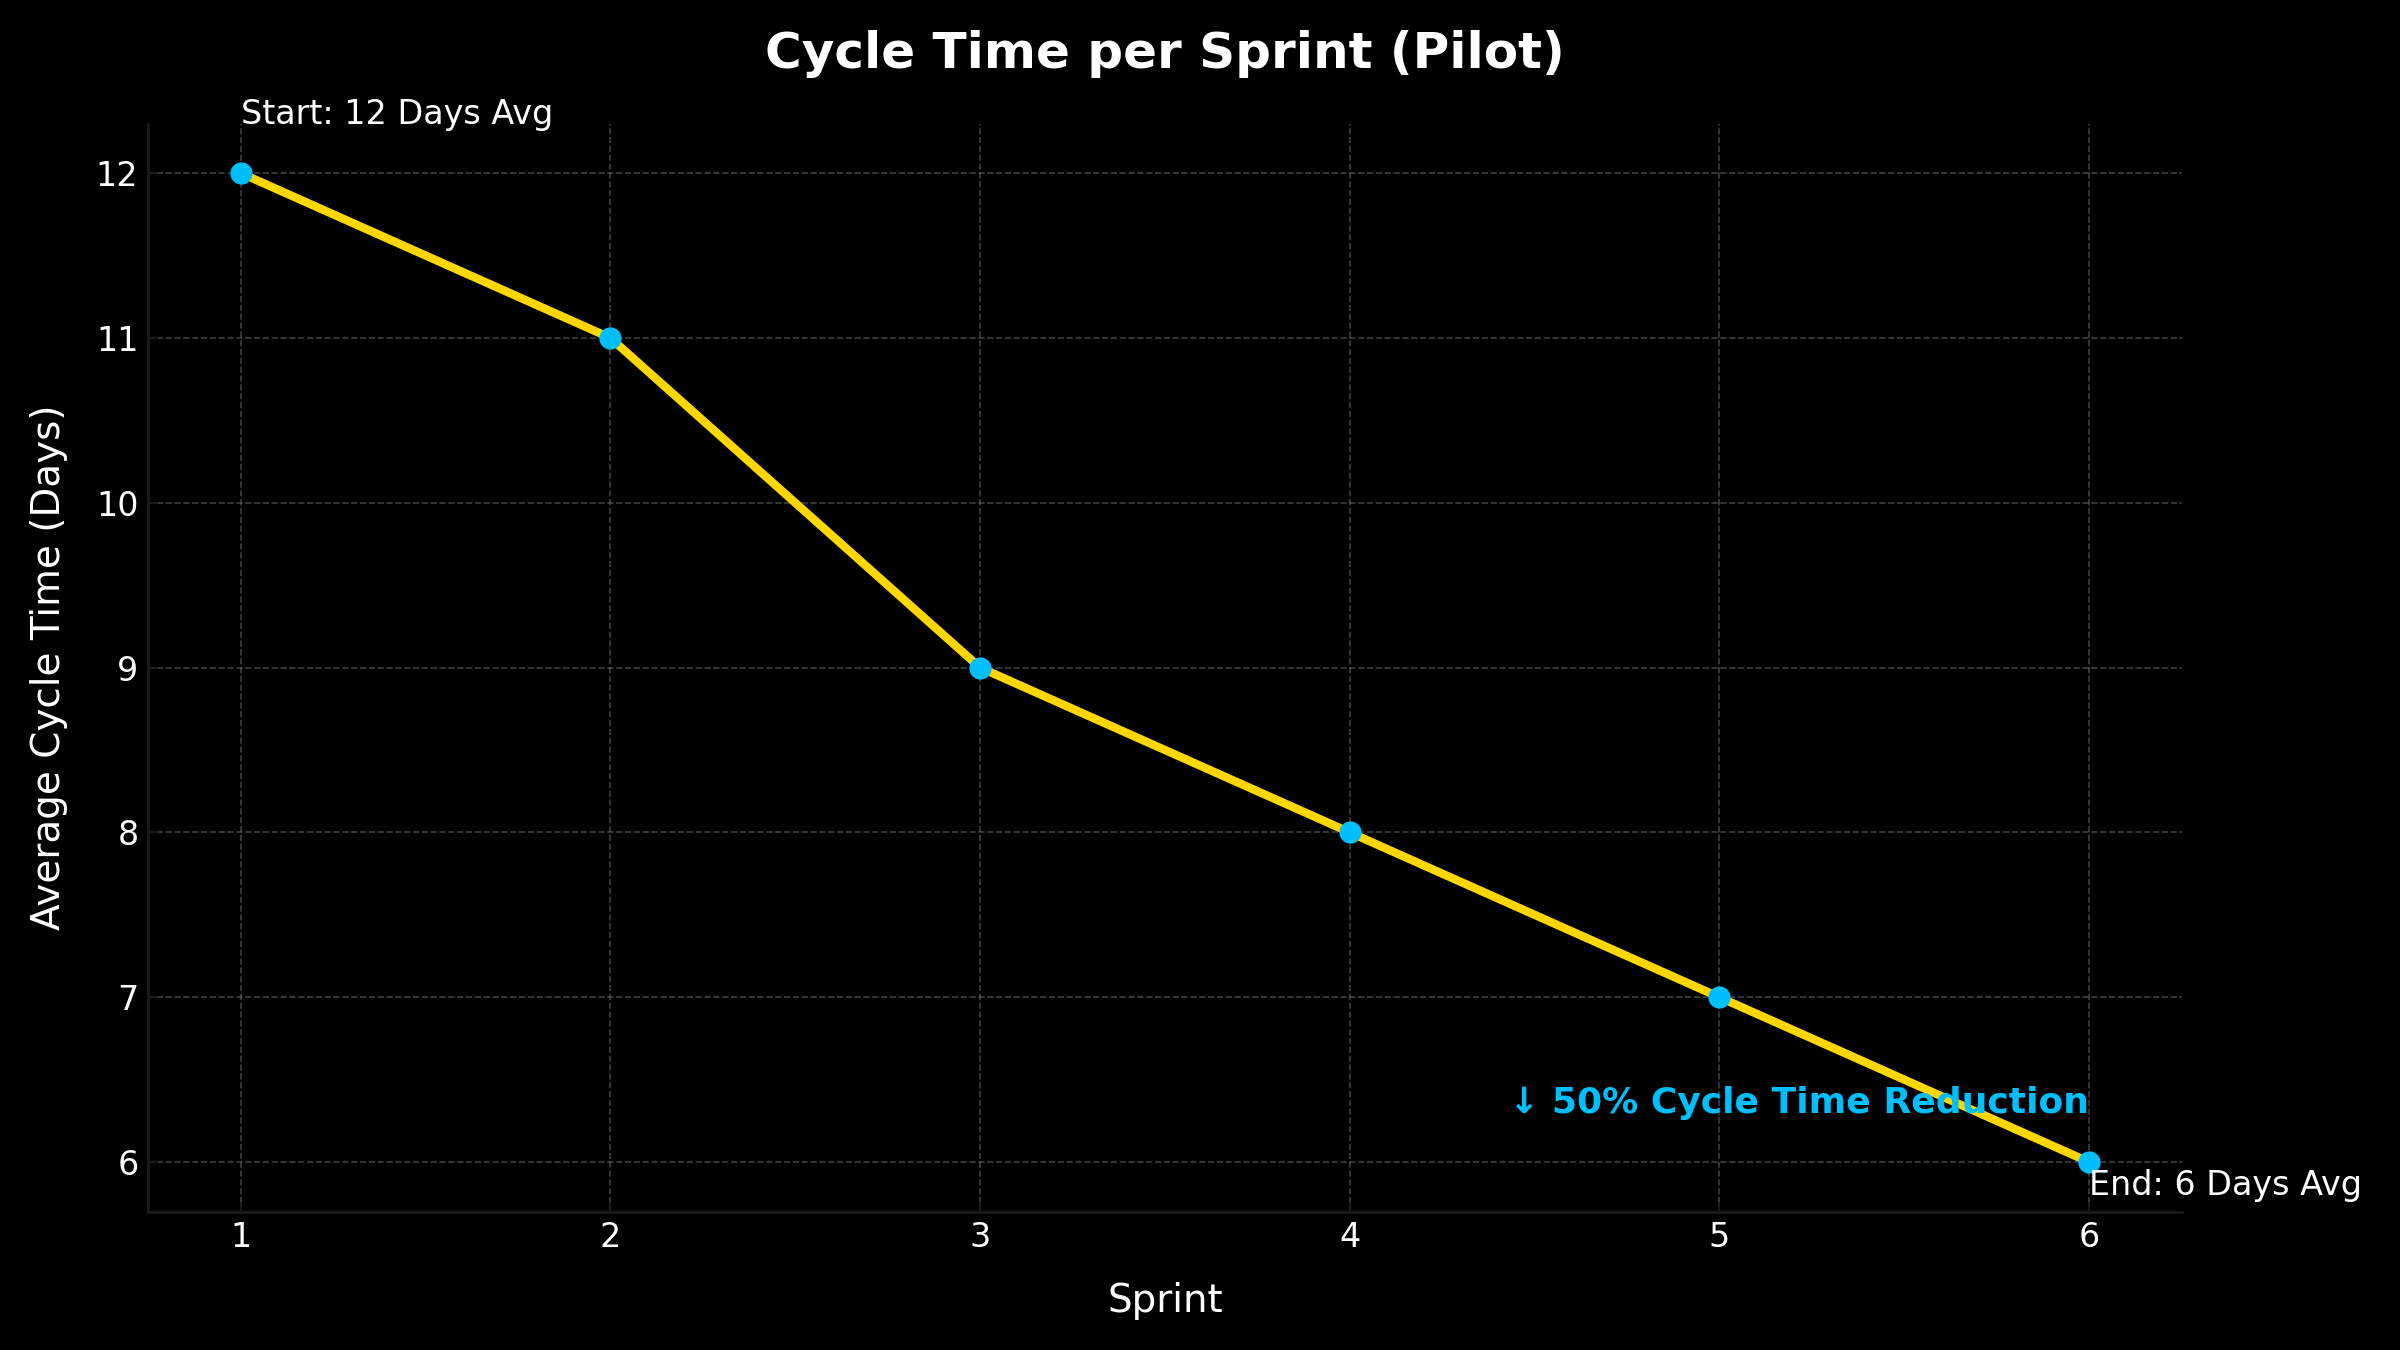 Cycle Time per Sprint (Pilot)
Start: 12 Days Avg
12
11
10
9
8
7
6
Average Cycle Time (Days)
↓ 50% Cycle Time Reduction
End: 6 Days Avg
1 2 3 4 5 6
Sprint